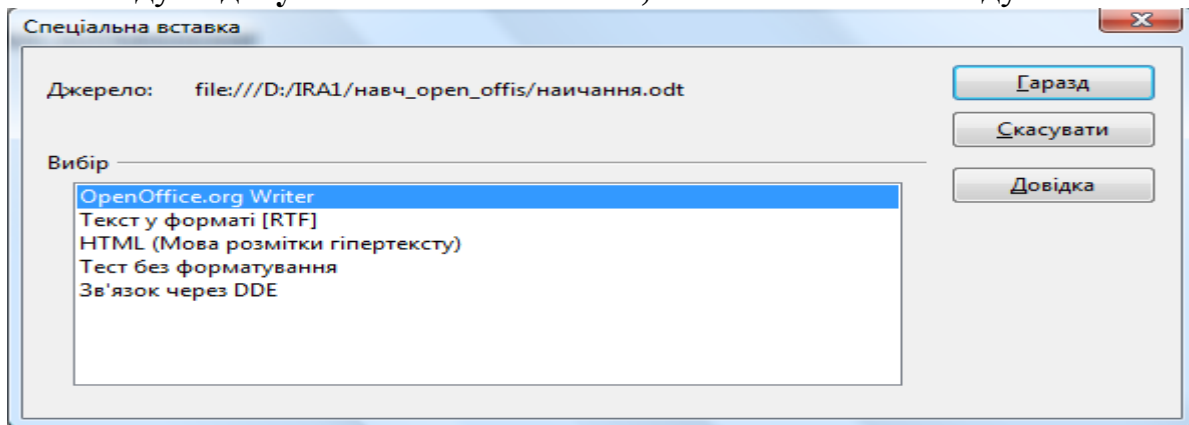 Спеціальна вставка
Джерело: file:///D:/IRA1/навч_open_offis/наичання.odt
Гаразд
Скасувати
Вибір
Довідка
OpenOffice.org Writer
Текст у форматі [RTF]
HTML (Мова розмітки гіпертексту)
Тест без форматування
Зв'язок через DDE